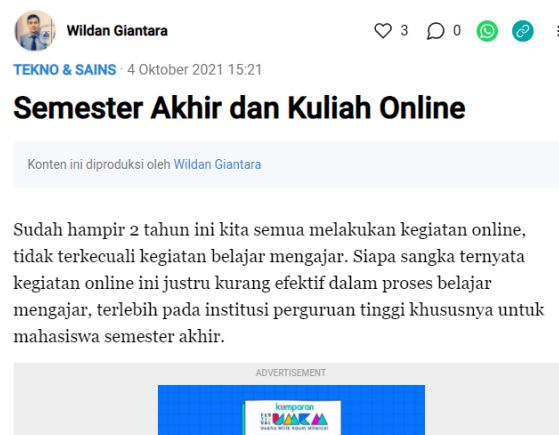 Wildan Giantara
3
0
TEKNO & SAINS · 4 Oktober 2021 15:21
Semester Akhir dan Kuliah Online
Konten ini diproduksi oleh Wildan Giantara
Sudah hampir 2 tahun ini kita semua melakukan kegiatan online,
tidak terkecuali kegiatan belajar mengajar. Siapa sangka ternyata
kegiatan online ini justru kurang efektif dalam proses belajar
mengajar, terlebih pada institusi perguruan tinggi khususnya untuk
mahasiswa semester akhir.
ADVERTISEMENT
kumparan
UMKM